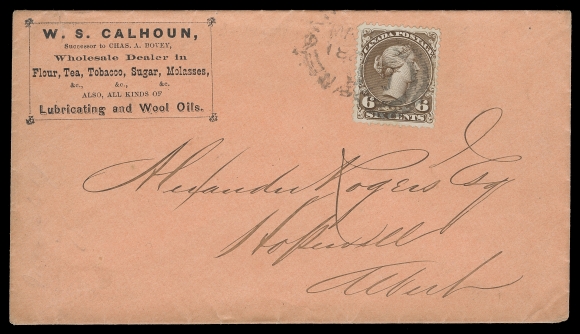 W. S. CALHOUN,
Successor to CHAS. A. BOVEY,
Wholesale Dealer in
Flour, Tea, Tobacco, Sugar, Molasses,
&c., &c., &c.
ALSO, ALL KINDS OF
Lubricating and Wool Oils.
CANADA POSTAGE
6 6
SIX CENTS
Alexander Rogers Esq
Hopewell
Albert